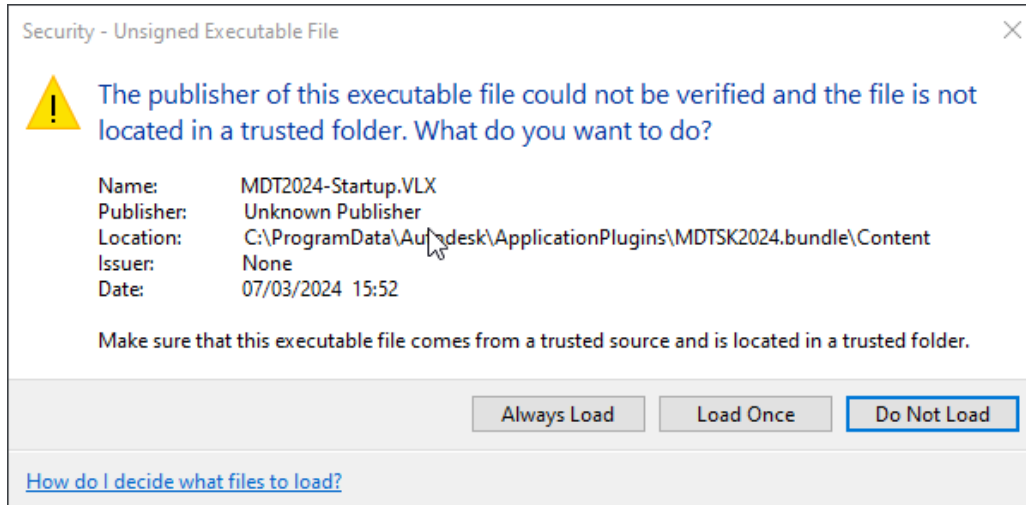 Security - Unsigned Executable File
The publisher of this executable file could not be verified and the file is not
located in a trusted folder. What do you want to do?
Name: MDT2024-Startup.VLX
Publisher: Unknown Publisher
Location: C:\ProgramData\Autodesk\ApplicationPlugins\MDTSK2024.bundle\Content
Issuer: None
Date: 07/03/2024 15:52
Make sure that this executable file comes from a trusted source and is located in a trusted folder.
Always Load Load Once Do Not Load
How do I decide what files to load?